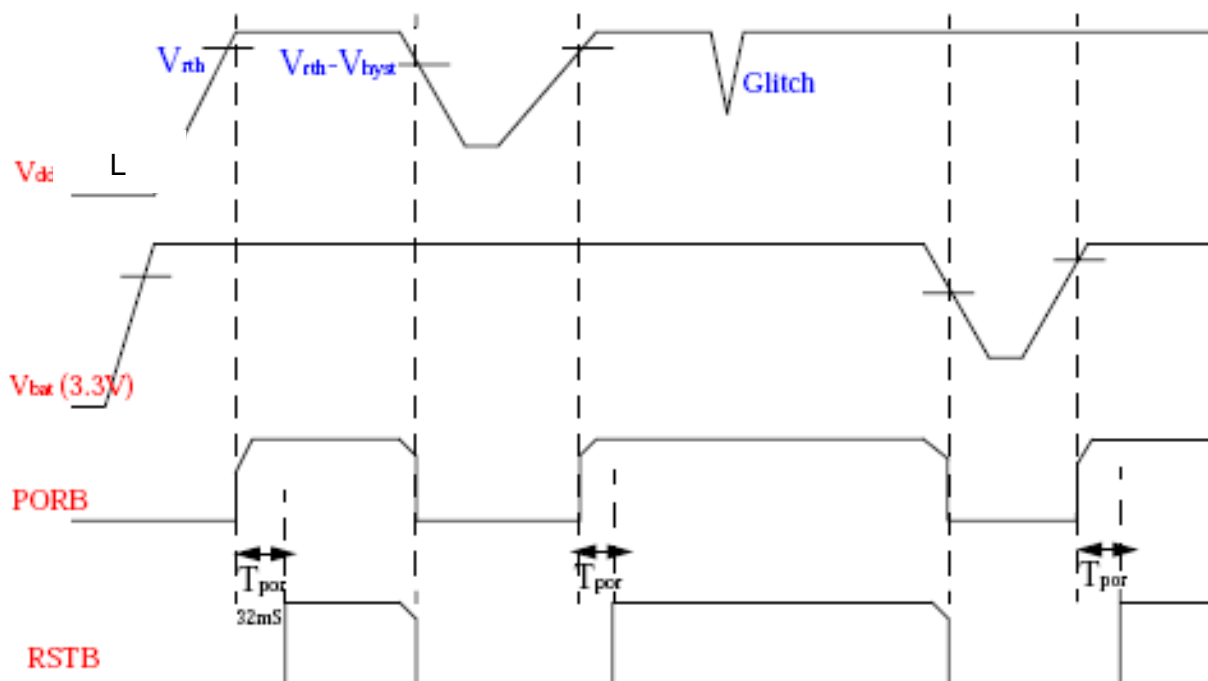 Vrth
Vrth-Vhyst
Glitch
L
Vdd
Vbat (3.3V)
PORB
Tpor
Tpor
Tpor
32mS
RSTB